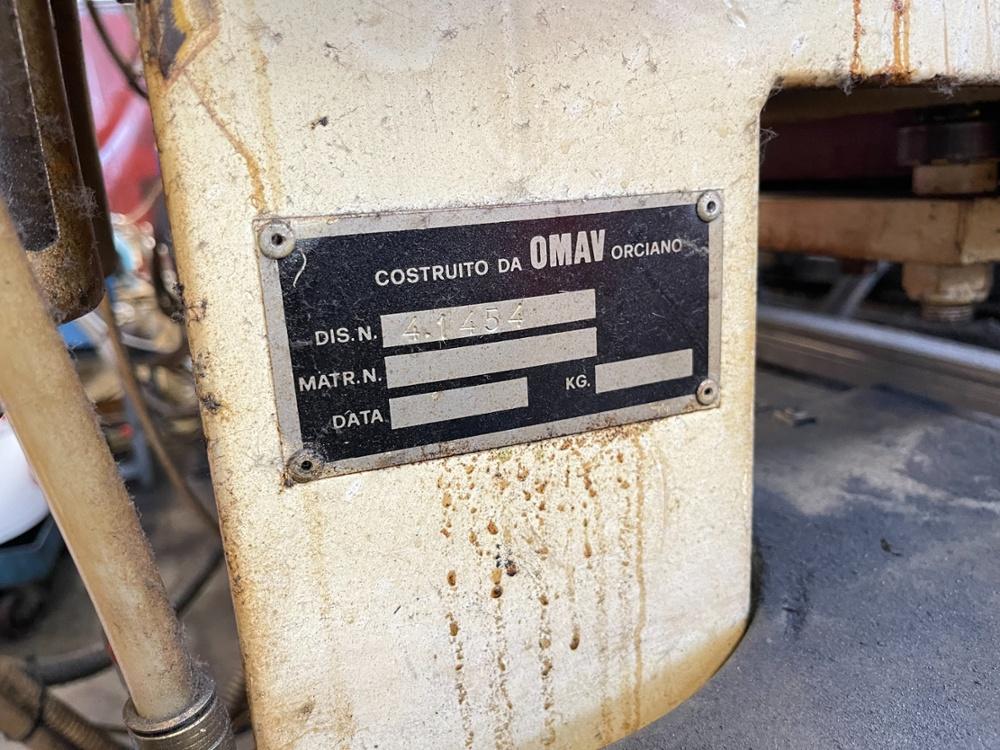 COSTRUITO DA OMAV ORCIANO
DIS.N. 4.1454
MATR.N.
DATA KG.